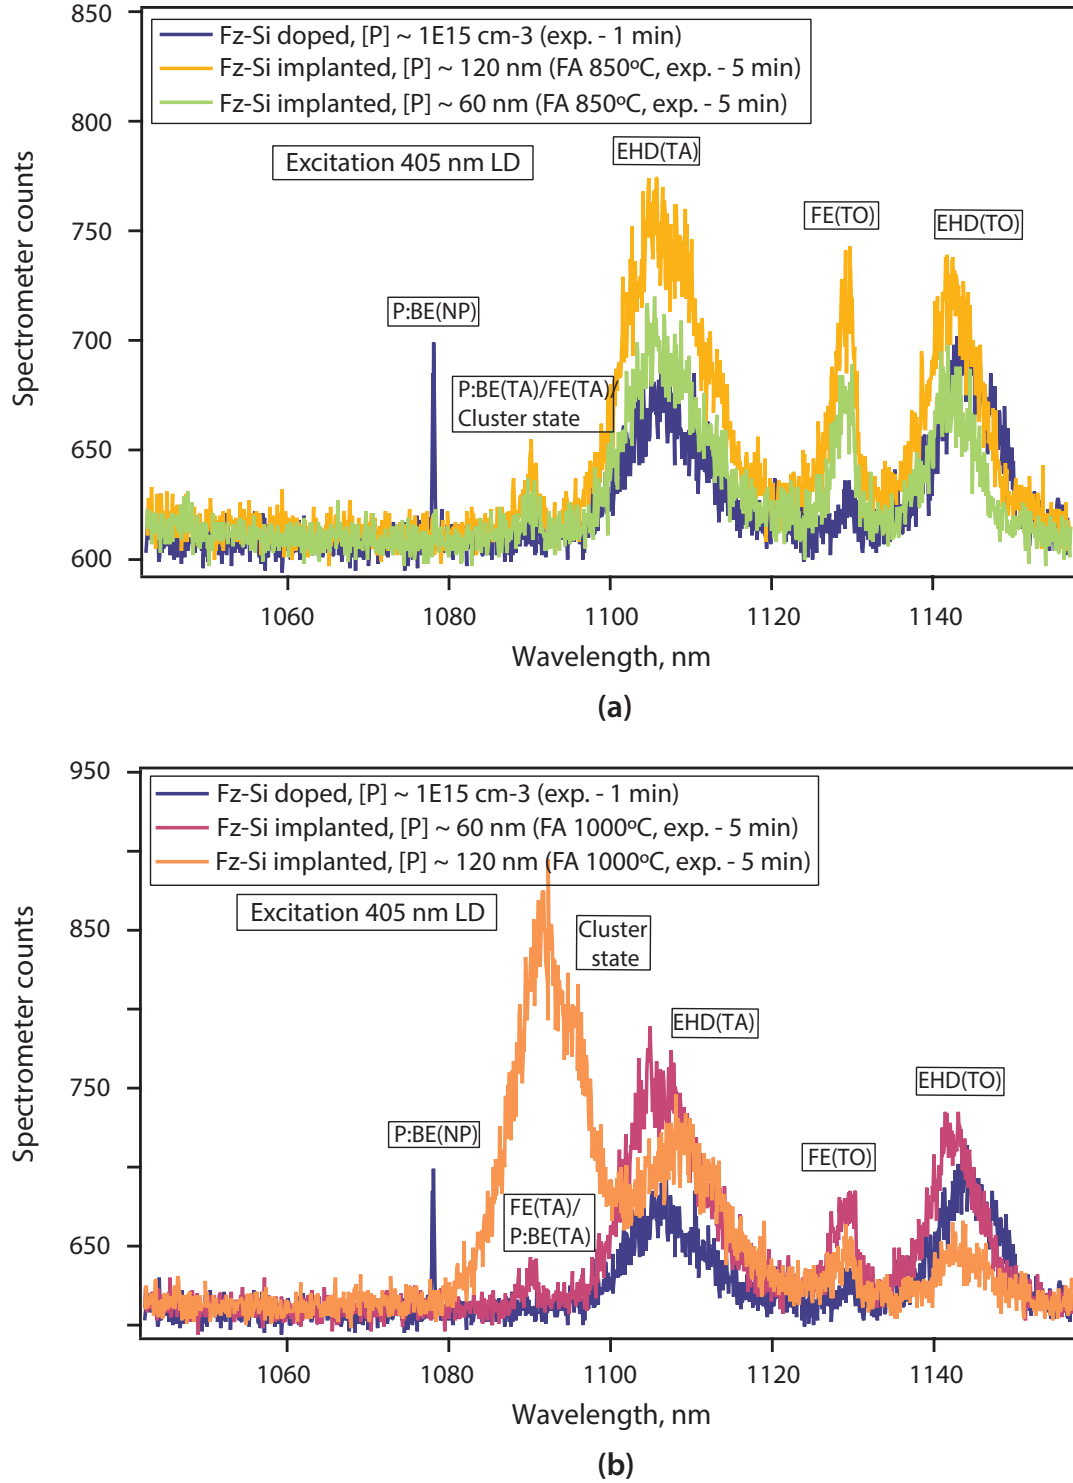 850
Fz-Si doped, [P] ~ 1E15 cm-3 (exp. - 1 min)
Fz-Si implanted, [P] ~ 120 nm (FA 850ºC, exp. - 5 min)
Fz-Si implanted, [P] ~ 60 nm (FA 850ºC, exp. - 5 min)
800
Excitation 405 nm LD
EHD(TA)
750
FE(TO)
EHD(TO)
P:BE(NP)
700
P:BE(TA)/FE(TA)/
Cluster state
650
600
Spectrometer counts
1060
1080
1100
1120
1140
Wavelength, nm
(a)
950
Fz-Si doped, [P] ~ 1E15 cm-3 (exp. - 1 min)
Fz-Si implanted, [P] ~ 60 nm (FA 1000ºC, exp. - 5 min)
Fz-Si implanted, [P] ~ 120 nm (FA 1000ºC, exp. - 5 min)
Excitation 405 nm LD
850
Cluster
state
EHD(TA)
750
EHD(TO)
P:BE(NP)
FE(TO)
FE(TA)/
P:BE(TA)
650
Spectrometer counts
1060
1080
1100
1120
1140
Wavelength, nm
(b)